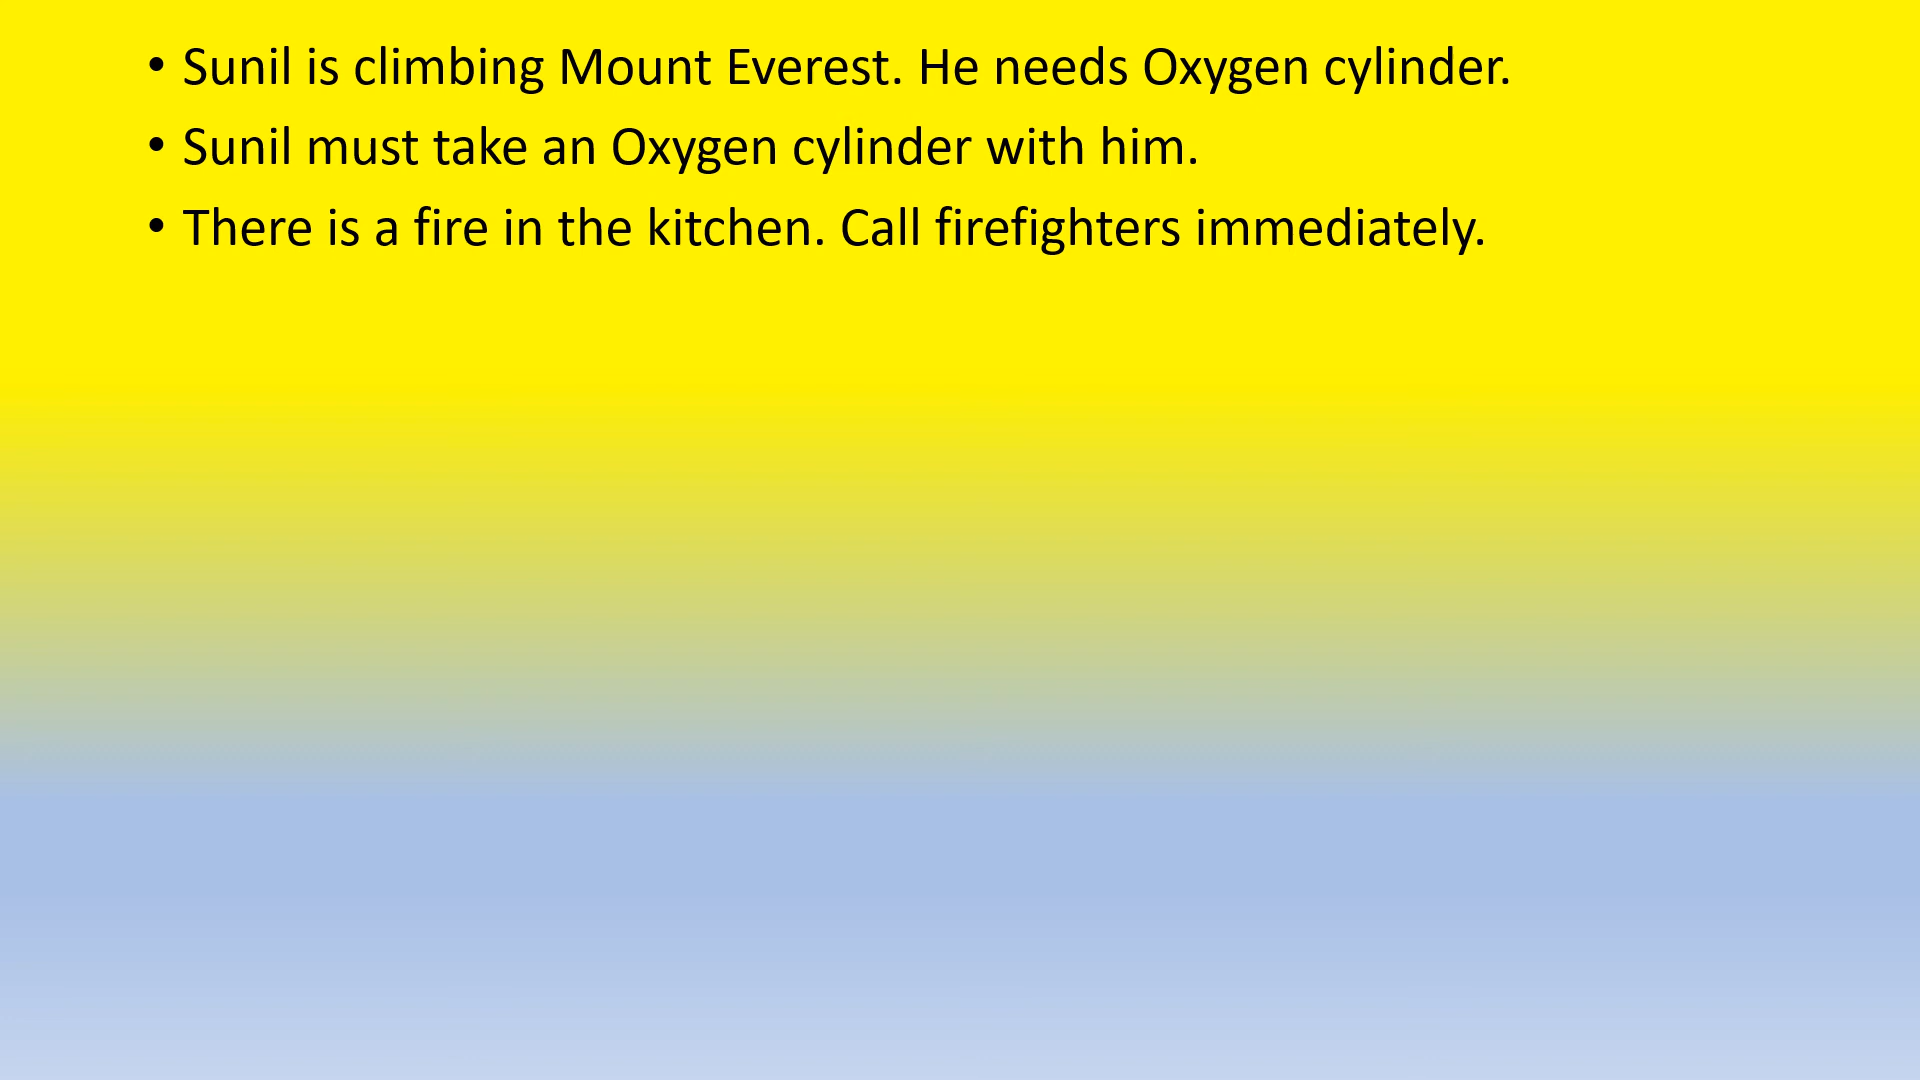 • Sunil is climbing Mount Everest. He needs Oxygen cylinder.
• Sunil must take an Oxygen cylinder with him.
• There is a fire in the kitchen. Call firefighters immediately.